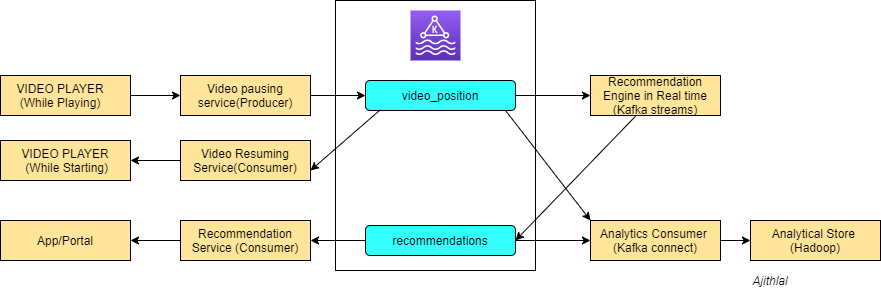 K
VIDEO PLAYER
(While Playing)
Video pausing
service(Producer)
video_position
Recommendation
Engine in Real time
(Kafka streams)
VIDEO PLAYER
(While Starting)
Video Resuming
Service(Consumer)
App/Portal
Recommendation
Service (Consumer)
recommendations
Analytics Consumer
(Kafka connect)
Analytical Store
(Hadoop)
Ajithlal